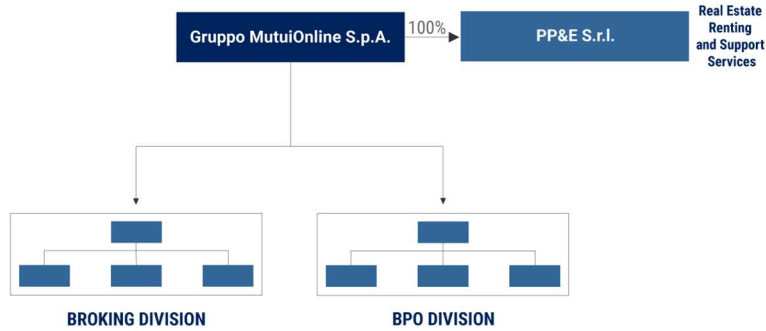 Gruppo MutuiOnline S.p.A.
100%
PP&E S.r.l.
Real Estate
Renting
and Support
Services
BROKING DIVISION
BPO DIVISION